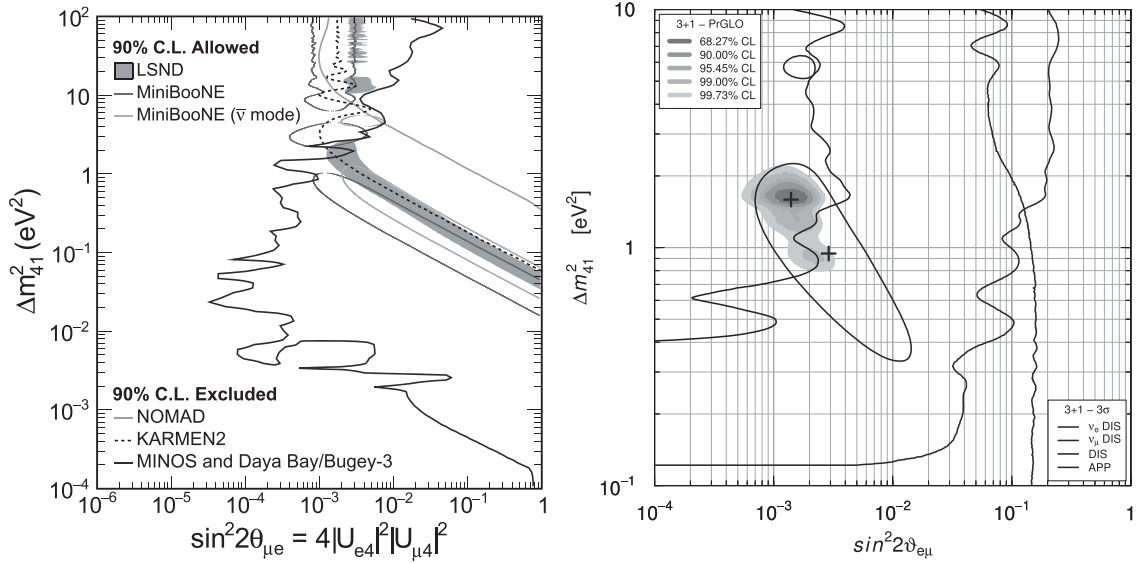 90% C.L. Allowed
LSND
MiniBooNE
MiniBooNE (ν̄ mode)
90% C.L. Excluded
NOMAD
KARMEN2
MINOS and Daya Bay/Bugey-3
10²
10
1
10⁻¹
10⁻²
10⁻³
10⁻⁴
Δm²₄₁ (eV²)
10⁻⁶ 10⁻⁵ 10⁻⁴ 10⁻³ 10⁻² 10⁻¹ 1
sin²2θμe = 4|Ue4|²|Uμ4|²
3+1 − PrGLO
68.27% CL
90.00% CL
95.45% CL
99.00% CL
99.73% CL
10
1
10⁻¹
Δm²₄₁ [eV²]
3+1 − 3σ
νe DIS
νμ DIS
DIS
APP
10⁻⁴ 10⁻³ 10⁻² 10⁻¹ 1
sin²2ϑeμ